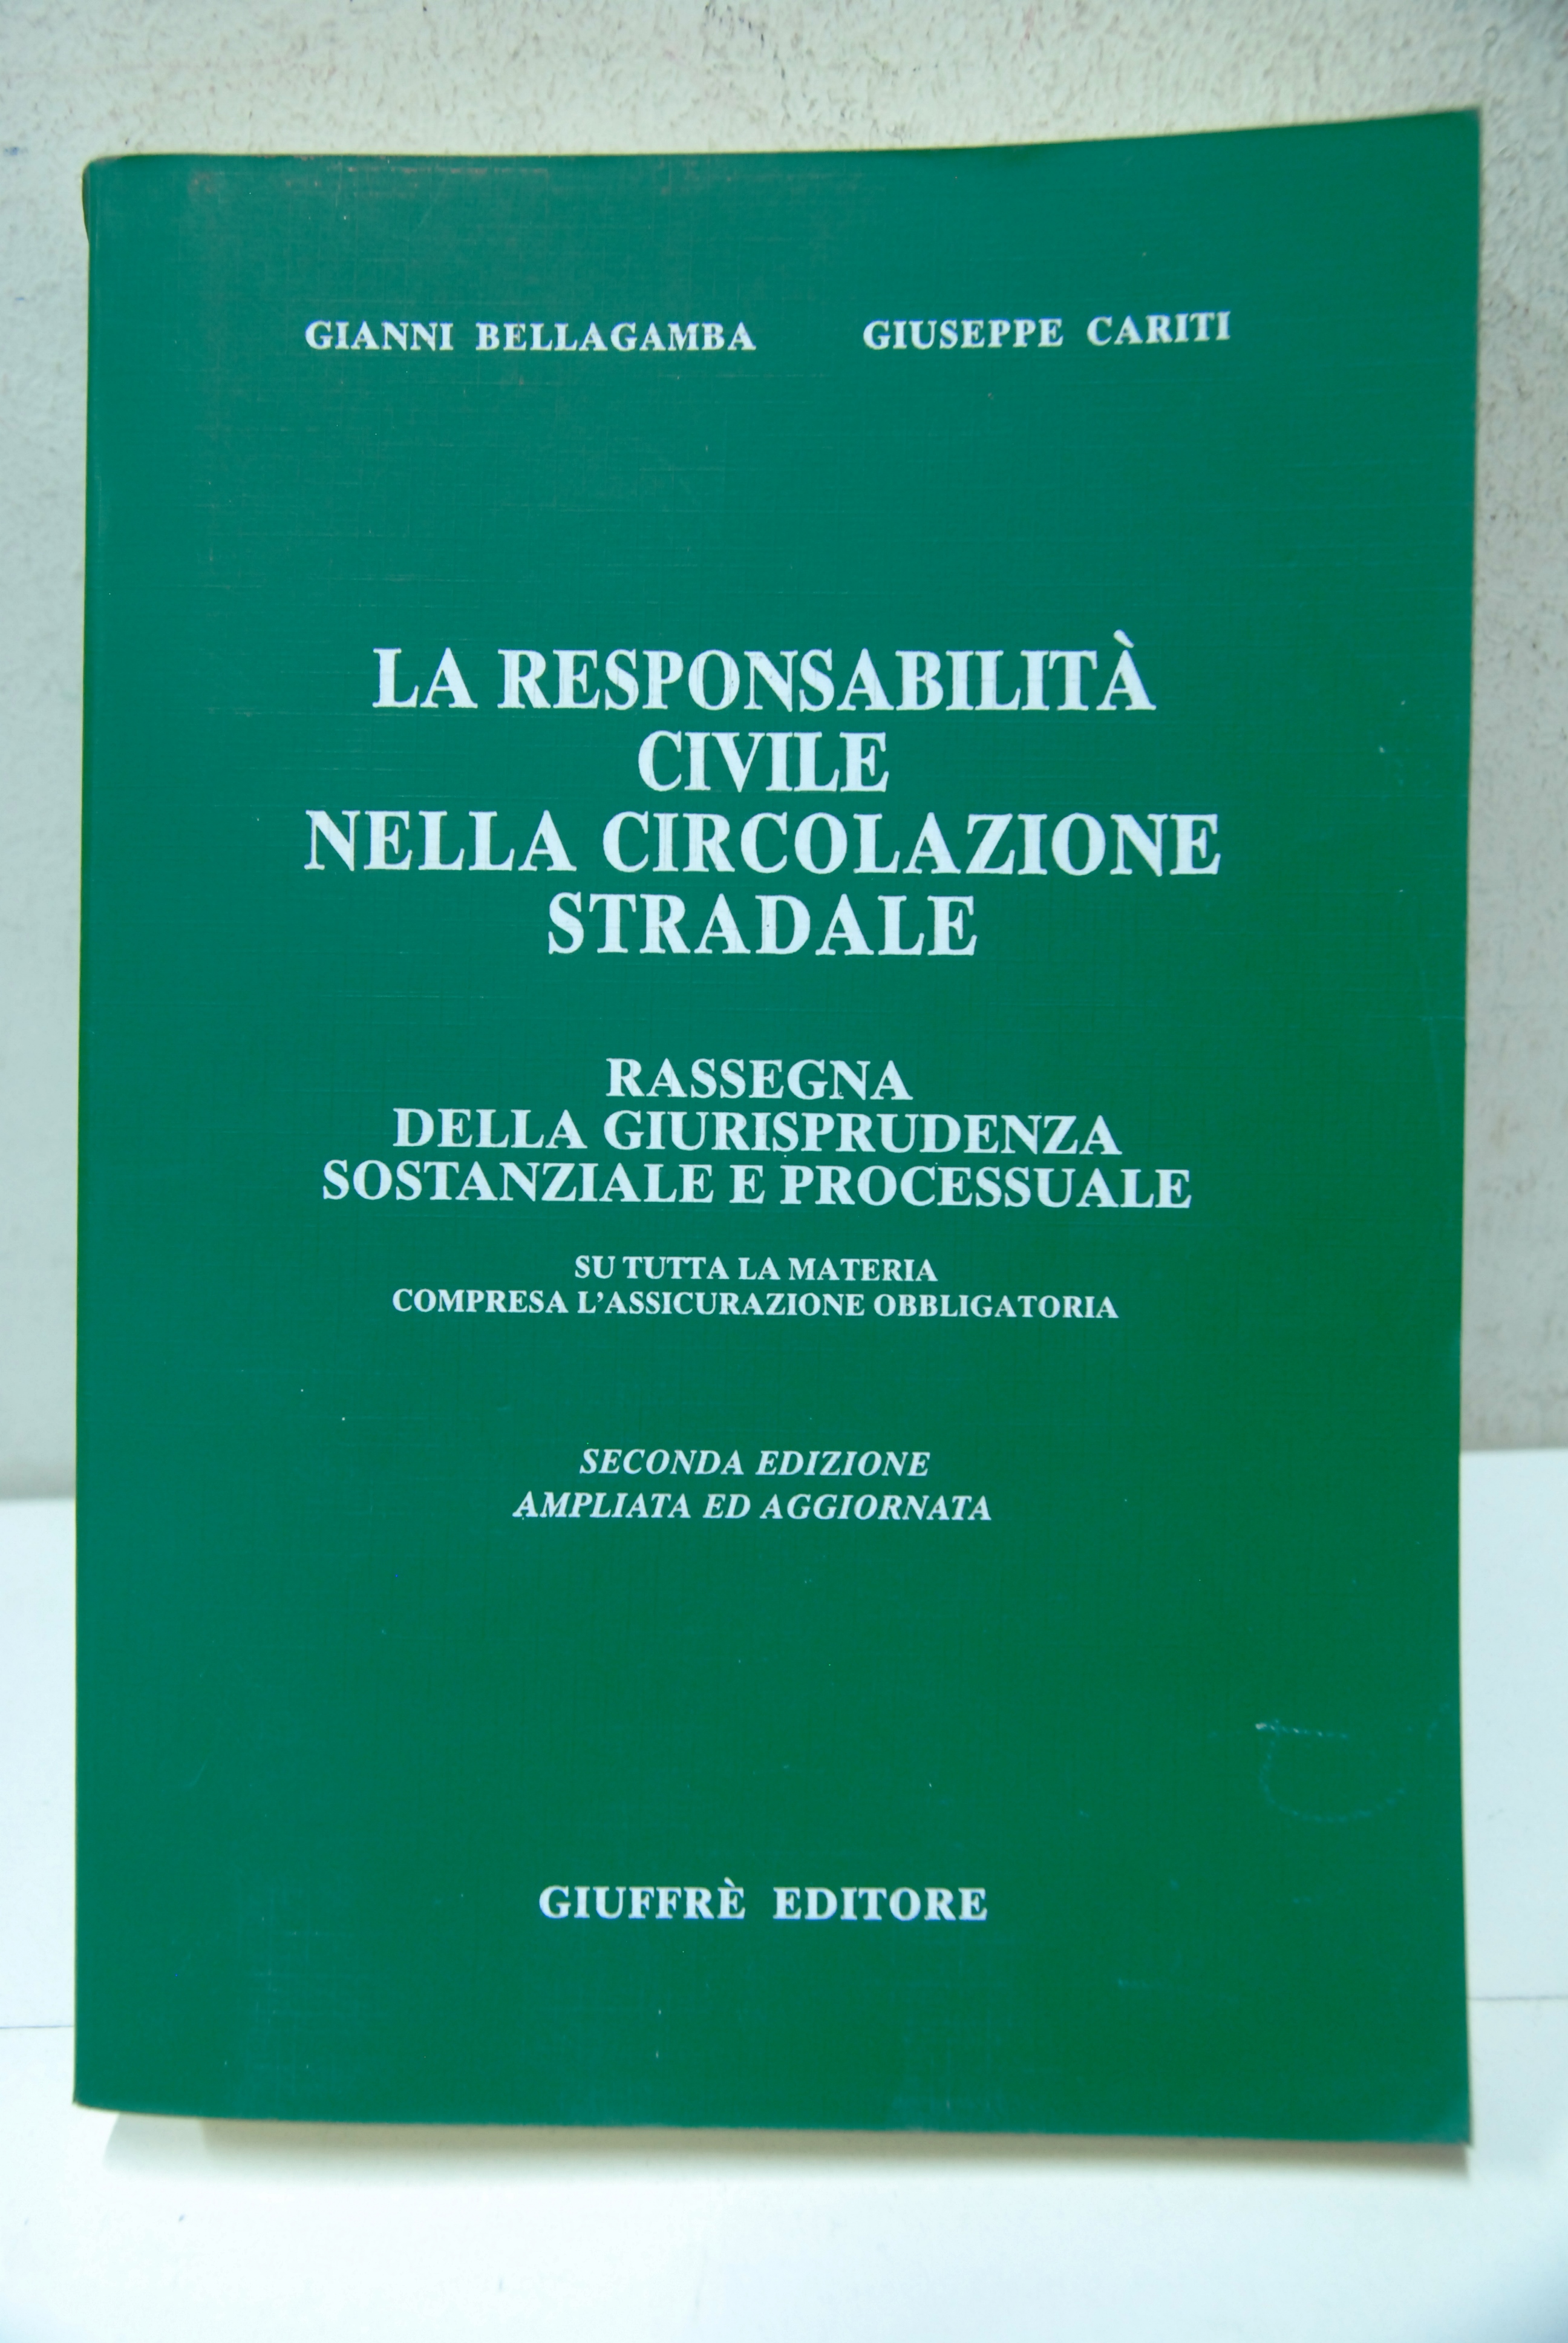 GIANNI BELLAGAMBA GIUSEPPE CARITI
LA RESPONSABILITÀ
CIVILE
NELLA CIRCOLAZIONE
STRADALE
RASSEGNA
DELLA GIURISPRUDENZA
SOSTANZIALE E PROCESSUALE
SU TUTTA LA MATERIA
COMPRESA L'ASSICURAZIONE OBBLIGATORIA
SECONDA EDIZIONE
AMPLIATA ED AGGIORNATA
GIUFFRÈ EDITORE